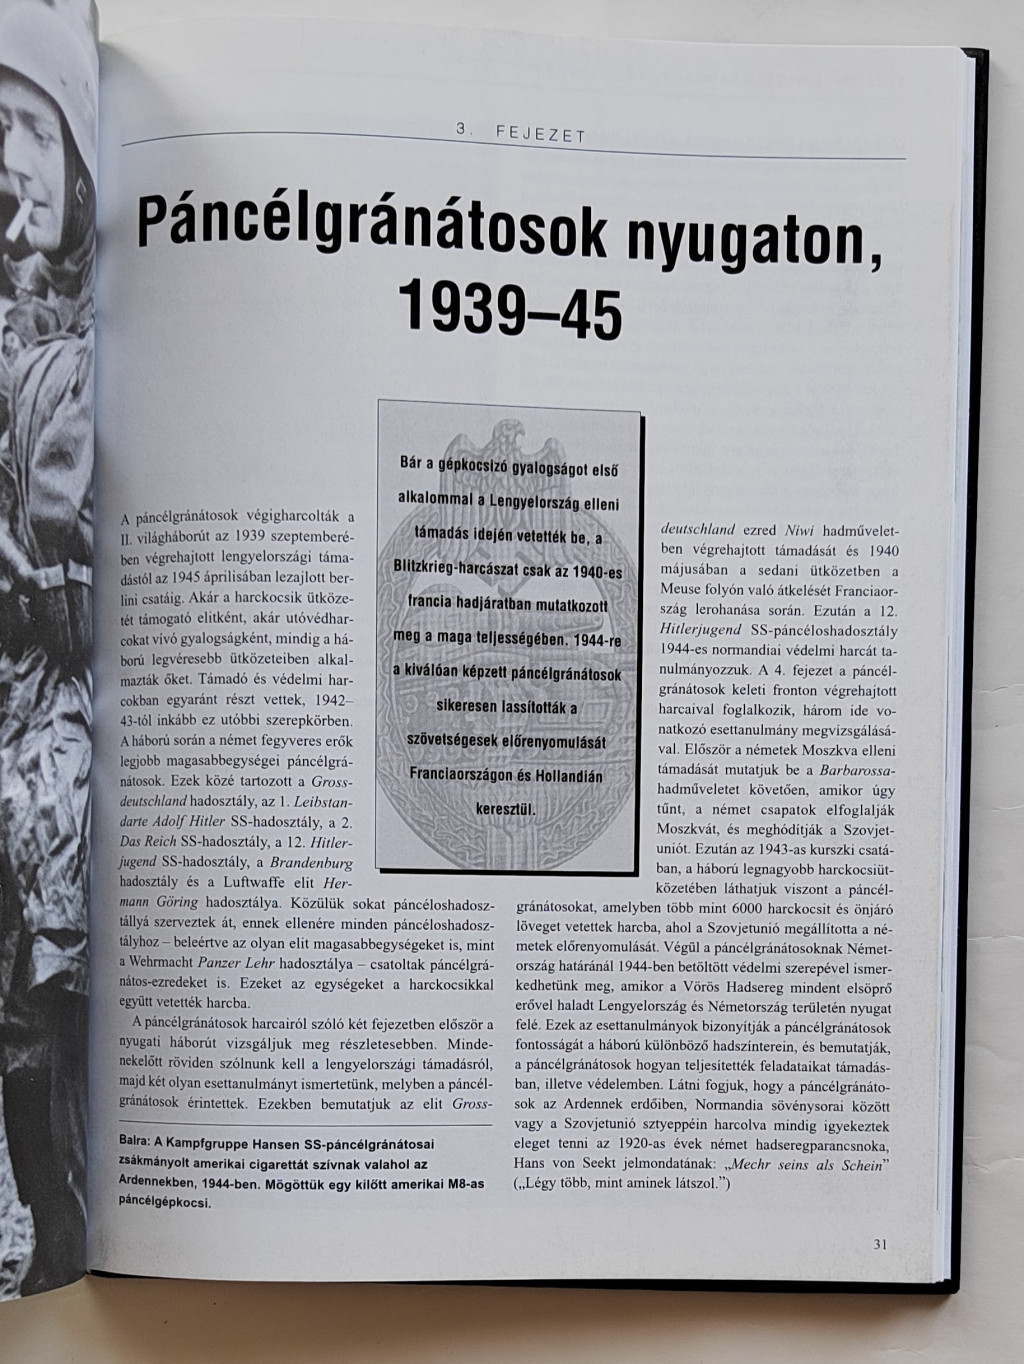 3. FEJEZET
Páncélgránátosok nyugaton,
1939–45
Bár a gépkocsizó gyalogságot első
alkalommal a Lengyelország elleni
támadás idején vetették be, a
Blitzkrieg-harcászat csak az 1940-es
francia hadjáratban mutatkozott
meg a maga teljességében. 1944-re
a kiválóan képzett páncélgránátosok
sikeresen lassították a
szövetségesek előrenyomulását
Franciaországon és Hollandián
keresztül.
A páncélgránátosok végigharcolták a
II. világháborút az 1939 szeptemberé-
ben végrehajtott lengyelországi táma-
dástól az 1945 áprilisában lezajlott ber-
lini csatáig. Akár a harckocsik ütköze-
tét támogató elitként, akár utóvédhar-
cokat vívó gyalogságként, mindig a há-
ború legvéresebb ütközeteiben alkal-
mazták őket. Támadó és védelmi har-
cokban egyaránt részt vettek, 1942–
43-tól inkább ez utóbbi szerepkörben.
A háború során a német fegyveres erők
legjobb magasabbegységei páncélgrá-
nátosok. Ezek közé tartozott a Gross-
deutschland hadosztály, az 1. Leibstan-
darte Adolf Hitler SS-hadosztály, a 2.
Das Reich SS-hadosztály, a 12. Hitler-
jugend SS-hadosztály, a Brandenburg
hadosztály és a Luftwaffe elit Her-
mann Göring hadosztálya. Közülük sokat páncéloshadosz-
tállyá szerveztek át, ennek ellenére minden páncéloshadosz-
tályhoz – beleértve az olyan elit magasabbegységeket is, mint
a Wehrmacht Panzer Lehr hadosztálya – csatoltak páncélgrá-
nátos-ezredeket is. Ezeket az egységeket a harckocsikkal
együtt vetették harcba.
A páncélgránátosok harcairól szóló két fejezetben először a
nyugati háborút vizsgáljuk meg részletesebben. Minde-
nekelőtt röviden szólnunk kell a lengyelországi támadásról,
majd két olyan esettanulmányt ismertetünk, melyben a páncél-
gránátosok érintettek. Ezekben bemutatjuk az elit Gross-
Balra: A Kampfgruppe Hansen SS-páncélgránátosai
zsákmányolt amerikai cigarettát szívnak valahol az
Ardennekben, 1944-ben. Mögöttük egy kilőtt amerikai M8-as
páncélgépkocsi.
deutschland ezred Niwi hadművelet-
ben végrehajtott támadását és 1940
májusában a sedani ütközetben a
Meuse folyón való átkelését Franciaor-
szág lerohanása során. Ezután a 12.
Hitlerjugend SS-páncéloshadosztály
1944-es normandiai védelmi harcát ta-
nulmányozzuk. A 4. fejezet a páncél-
gránátosok keleti fronton végrehajtott
harcaival foglalkozik, három ide vo-
natkozó esettanulmány megvizsgálásá-
val. Először a németek Moszkva elleni
támadását mutatjuk be a Barbarossa-
hadműveletet követően, amikor úgy
tűnt, a német csapatok elfoglalják
Moszkvát, és meghódítják a Szovjet-
uniót. Ezután az 1943-as kurszki csatá-
ban, a háború legnagyobb harckocsiüt-
közetében láthatjuk viszont a páncél-
gránátosokat, amelyben több mint 6000 harckocsit és önjáró
löveget vetettek harcba, ahol a Szovjetunió megállította a né-
metek előrenyomulását. Végül a páncélgránátosoknak Német-
ország határánál 1944-ben betöltött védelmi szerepével ismer-
kedhetünk meg, amikor a Vörös Hadsereg mindent elsöprő
erővel haladt Lengyelország és Németország területén nyugat
felé. Ezek az esettanulmányok bizonyítják a páncélgránátosok
fontosságát a háború különböző hadszínterein, és bemutatják,
a páncélgránátosok hogyan teljesítették feladataikat támadás-
ban, illetve védelemben. Látni fogjuk, hogy a páncélgránáto-
sok az Ardennek erdőiben, Normandia sövénysorai között
vagy a Szovjetunió sztyeppéin harcolva mindig igyekeztek
eleget tenni az 1920-as évek német hadseregparancsnoka,
Hans von Seekt jelmondatának: „Mechr seins als Schein”
(„Légy több, mint aminek látszol.”)
31